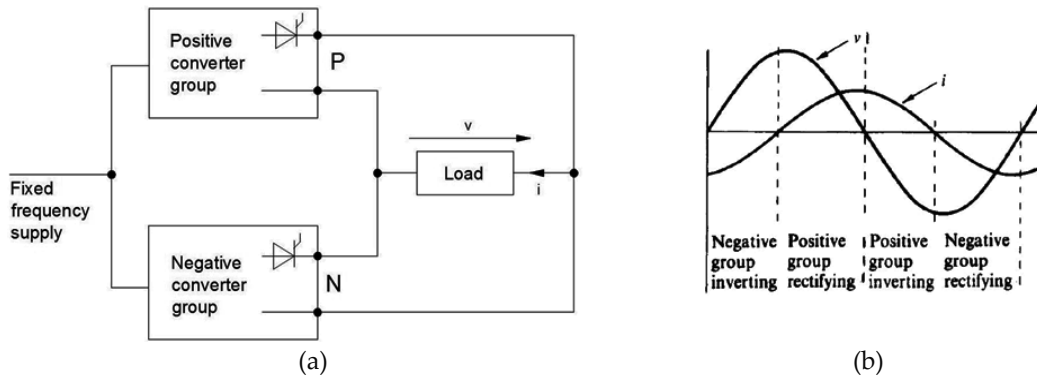 Positive
converter
group
P
v
Load
i
Fixed
frequency
supply
Negative
converter
group
N
(a)
v
i
Negative
group
inverting
Positive
group
rectifying
Positive
group
inverting
Negative
group
rectifying
(b)